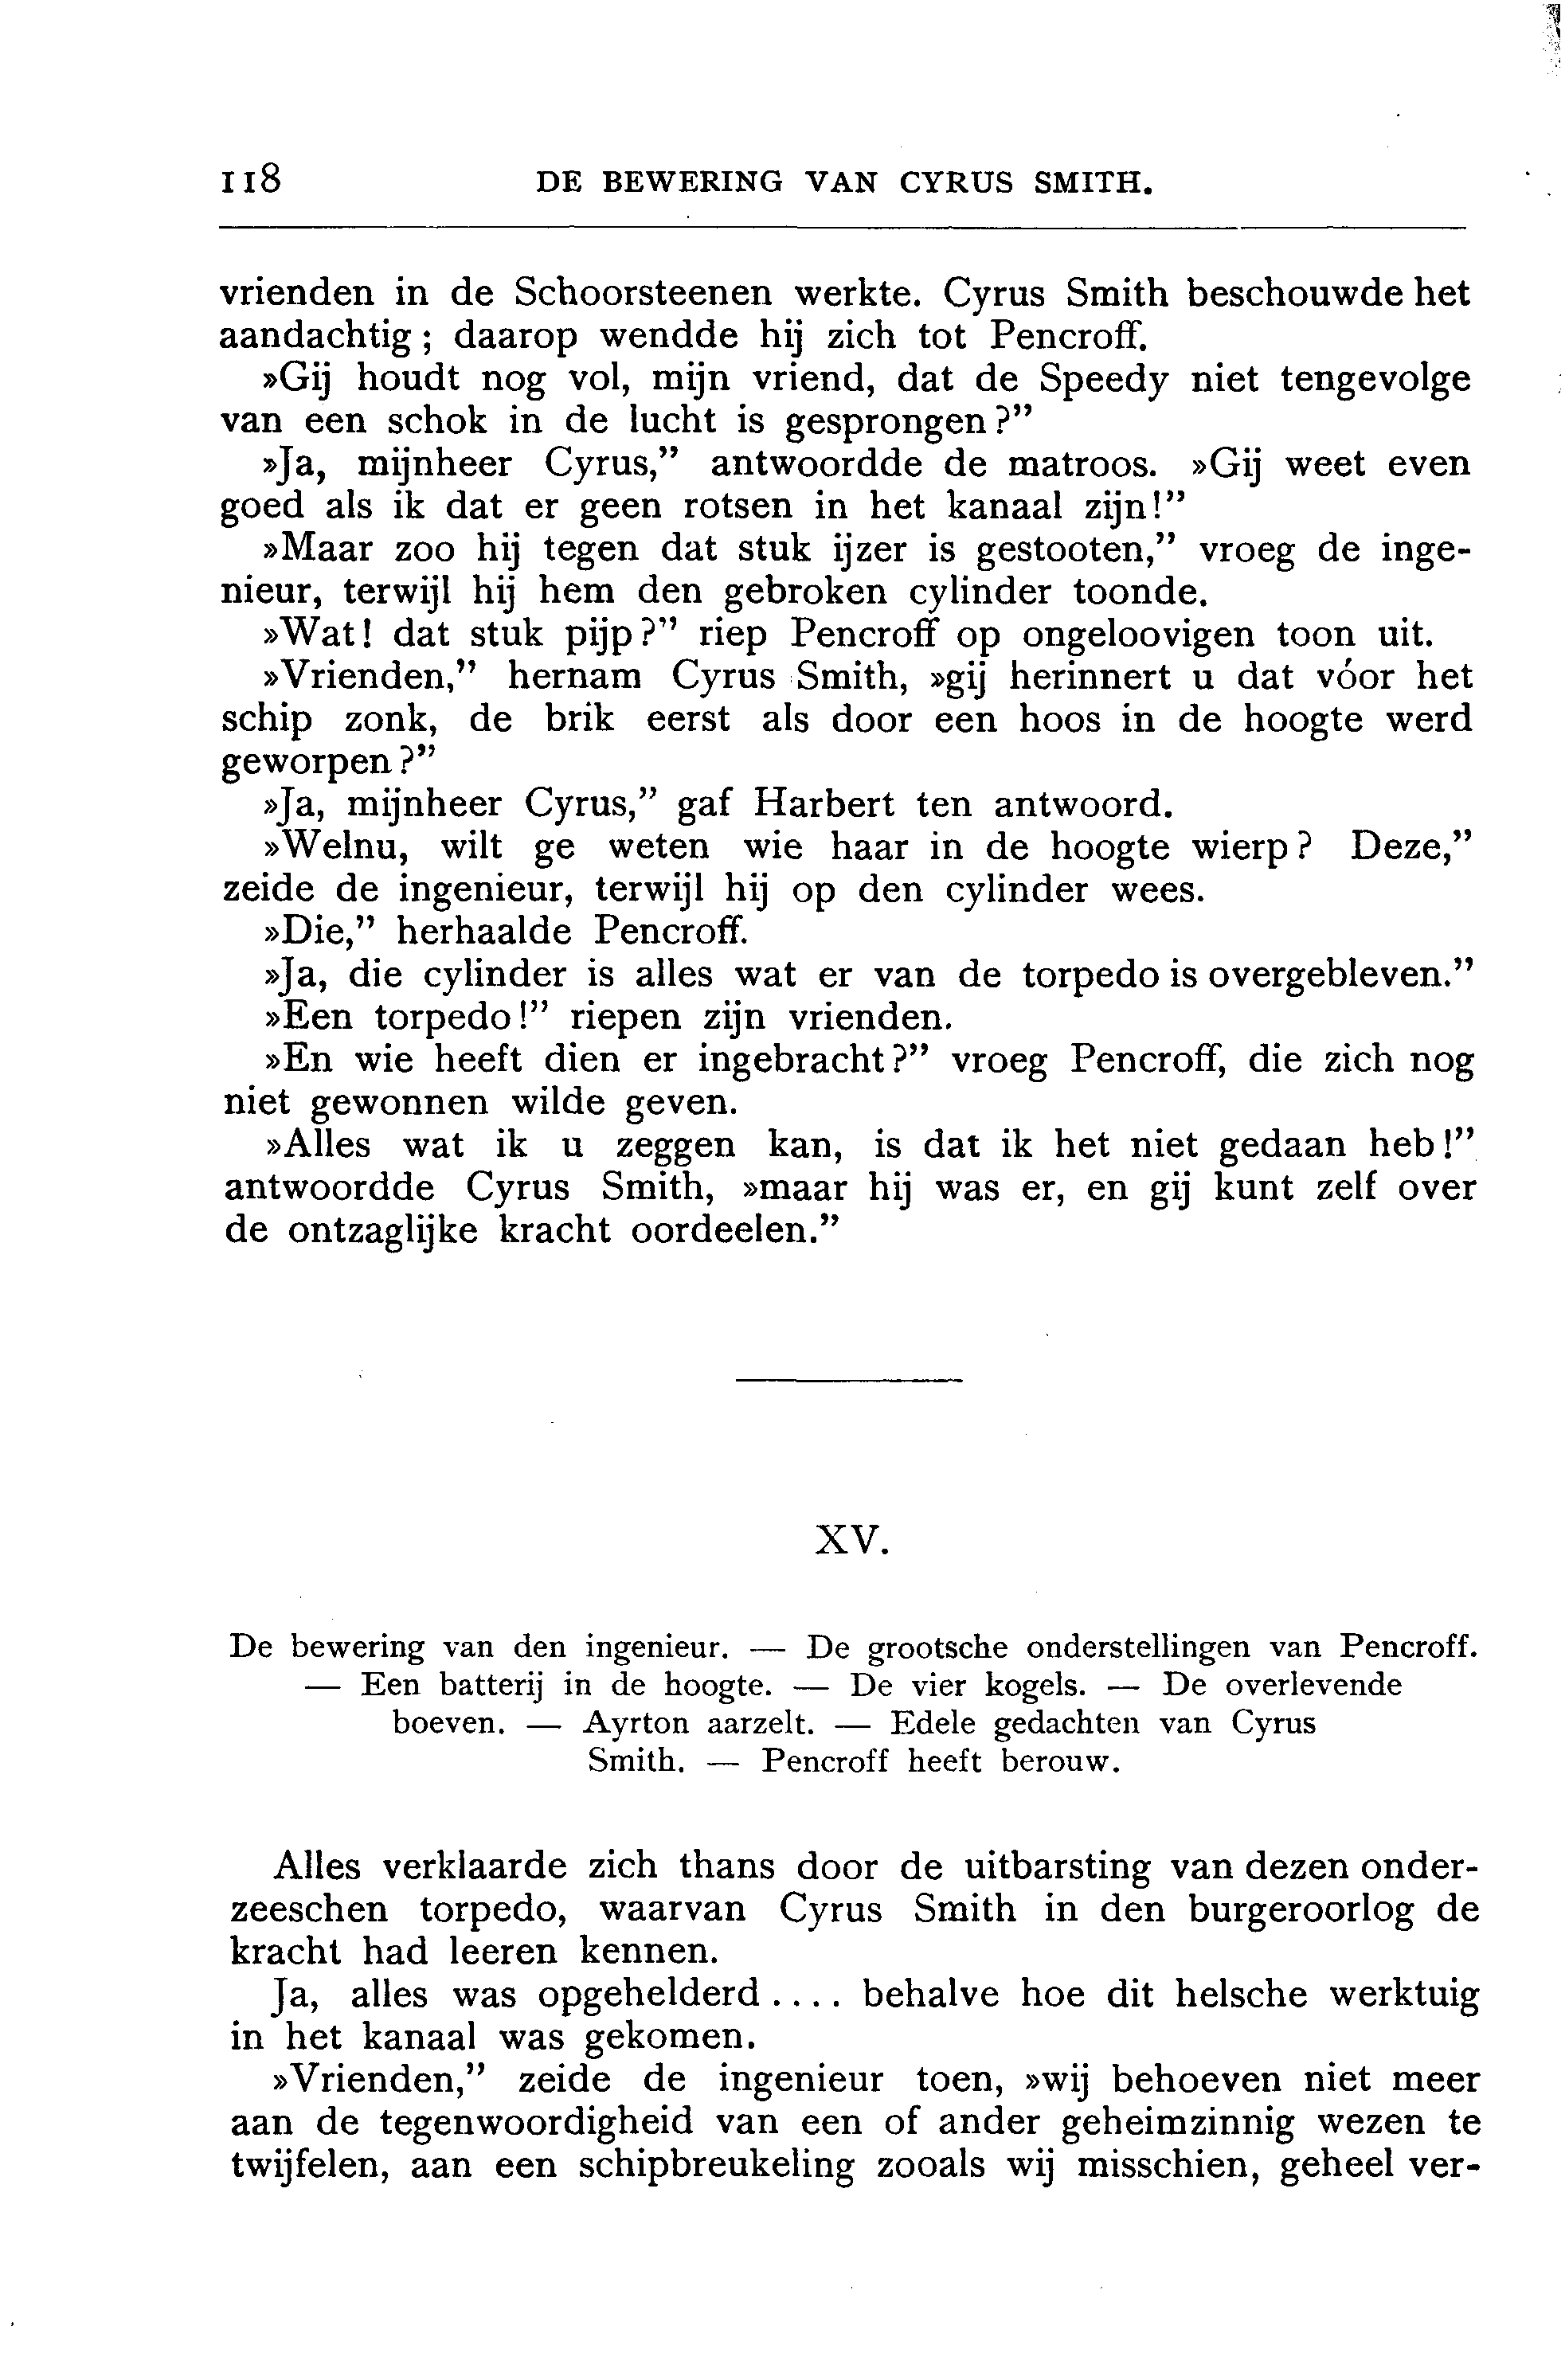 118 DE BEWERING VAN CYRUS SMITH.
vrienden in de Schoorsteenen werkte. Cyrus Smith beschouwde het
aandachtig; daarop wendde hij zich tot Pencroff.
»Gij houdt nog vol, mijn vriend, dat de Speedy niet tengevolge
van een schok in de lucht is gesprongen?”
»Ja, mijnheer Cyrus,” antwoordde de matroos. »Gij weet even
goed als ik dat er geen rotsen in het kanaal zijn!”
»Maar zoo hij tegen dat stuk ijzer is gestooten,” vroeg de inge-
nieur, terwijl hij hem den gebroken cylinder toonde.
»Wat! dat stuk pijp?” riep Pencroff op ongeloovigen toon uit.
»Vrienden,” hernam Cyrus Smith, »gij herinnert u dat vóor het
schip zonk, de brik eerst als door een hoos in de hoogte werd
geworpen?”
»Ja, mijnheer Cyrus,” gaf Harbert ten antwoord.
»Welnu, wilt ge weten wie haar in de hoogte wierp? Deze,”
zeide de ingenieur, terwijl hij op den cylinder wees.
»Die,” herhaalde Pencroff.
»Ja, die cylinder is alles wat er van de torpedo is overgebleven.”
»Een torpedo!” riepen zijn vrienden.
»En wie heeft dien er ingebracht?” vroeg Pencroff, die zich nog
niet gewonnen wilde geven.
»Alles wat ik u zeggen kan, is dat ik het niet gedaan heb!”
antwoordde Cyrus Smith, »maar hij was er, en gij kunt zelf over
de ontzaglijke kracht oordeelen.”
XV.
De bewering van den ingenieur. — De grootsche onderstellingen van Pencroff.
— Een batterij in de hoogte. — De vier kogels. — De overlevende
boeven. — Ayrton aarzelt. — Edele gedachten van Cyrus
Smith. — Pencroff heeft berouw.
Alles verklaarde zich thans door de uitbarsting van dezen onder-
zeeschen torpedo, waarvan Cyrus Smith in den burgeroorlog de
kracht had leeren kennen.
Ja, alles was opgehelderd.... behalve hoe dit helsche werktuig
in het kanaal was gekomen.
»Vrienden,” zeide de ingenieur toen, »wij behoeven niet meer
aan de tegenwoordigheid van een of ander geheimzinnig wezen te
twijfelen, aan een schipbreukeling zooals wij misschien, geheel ver-